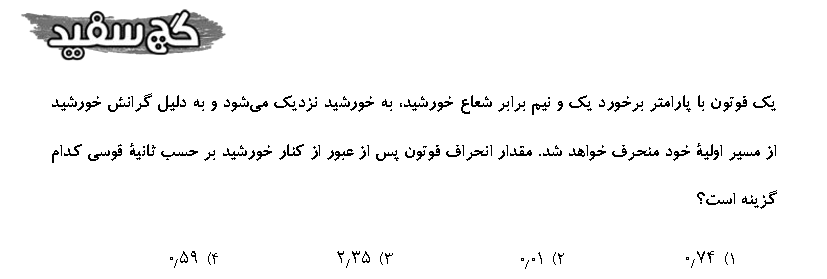 گچ سفید
یک فوتون با پارامتر برخورد یک و نیم برابر شعاع خورشید، به خورشید نزدیک می‌شود و به دلیل گرانش خورشید
از مسیر اولیهٔ خود منحرف خواهد شد. مقدار انحراف فوتون پس از عبور از کنار خورشید بر حسب ثانیهٔ قوسی کدام
گزینه است؟
۱) ۰٫۷۴ ۲) ۰٫۰۱ ۳) ۲٫۳۵ ۴) ۰٫۵۹